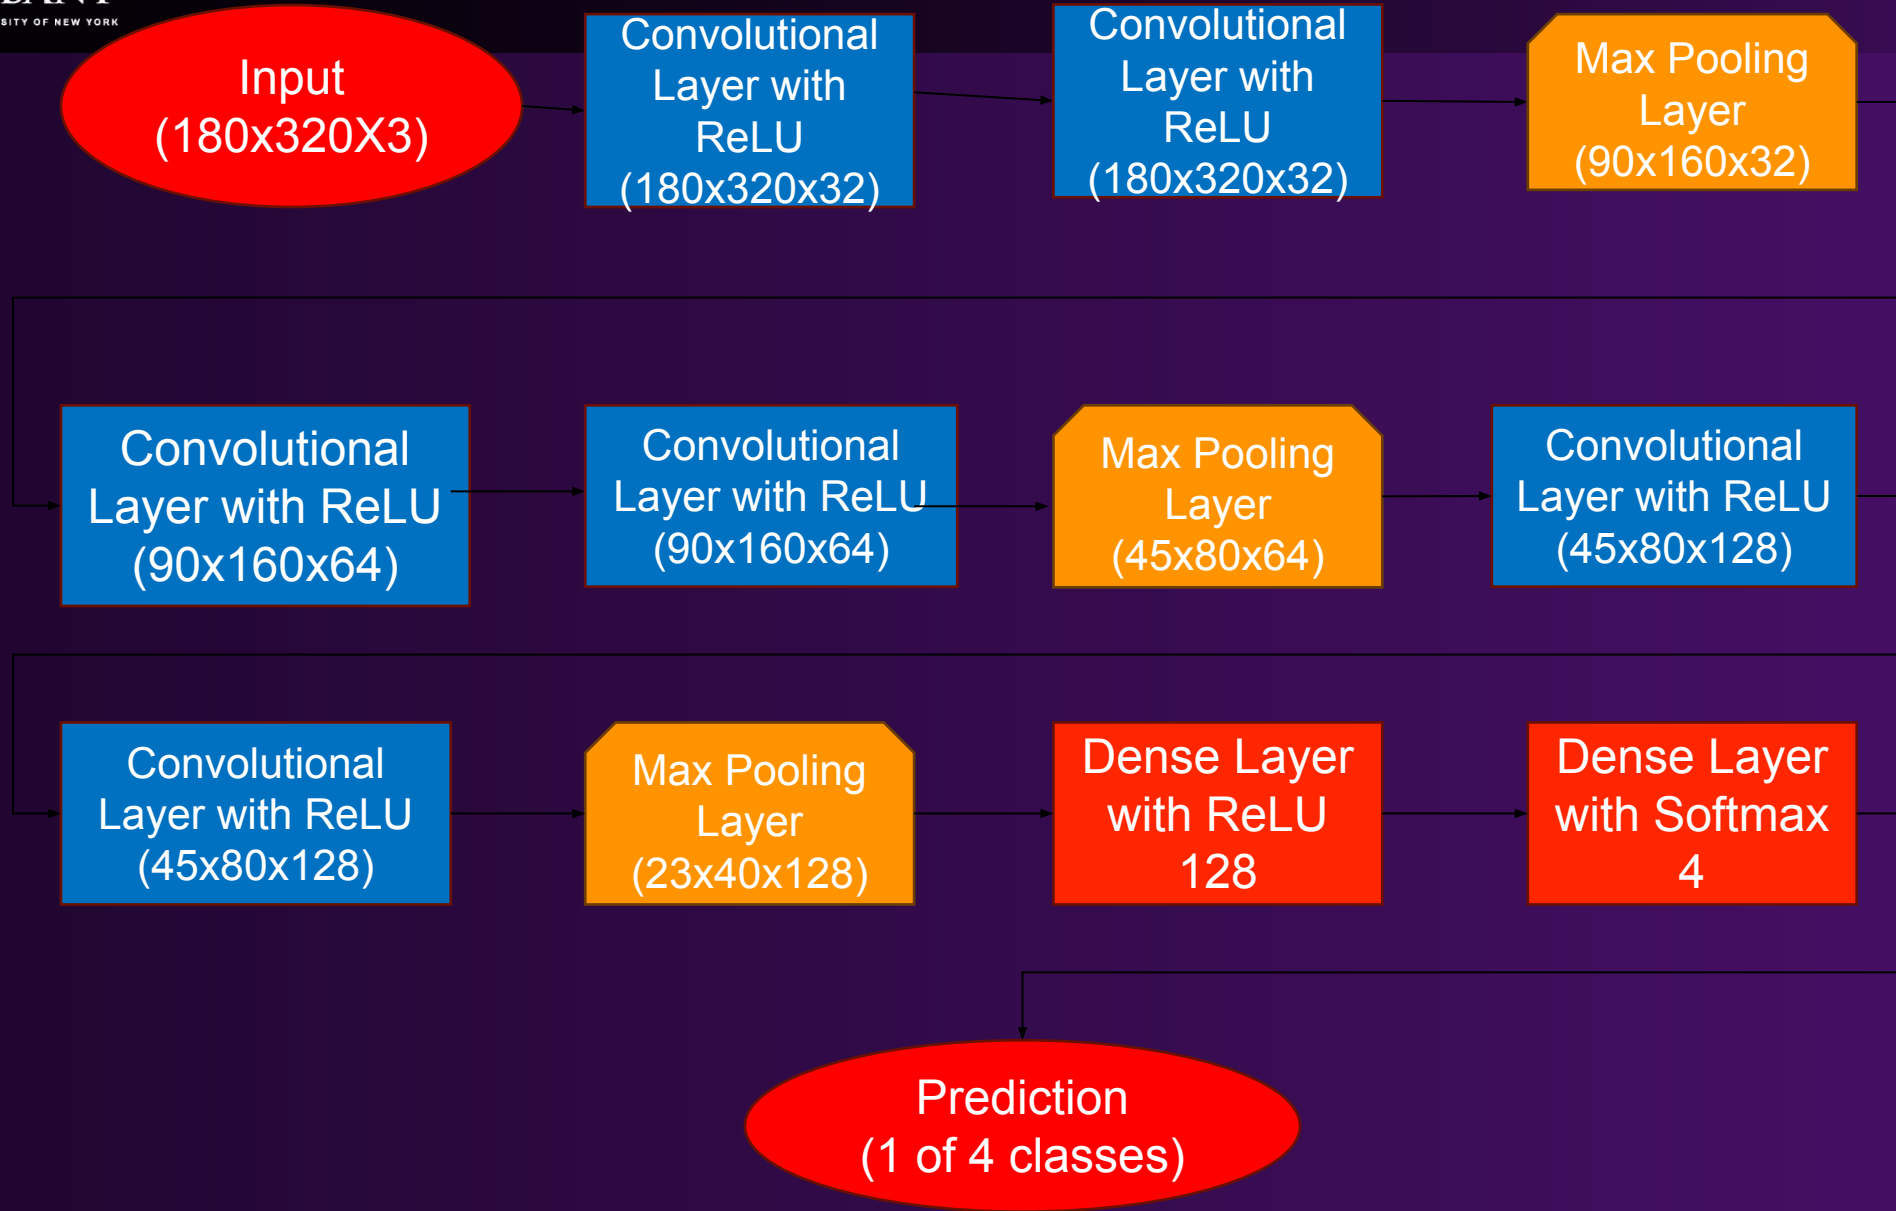 SITY OF NEW YORK
Input
(180x320X3)
Convolutional
Layer with
ReLU
(180x320x32)
Convolutional
Layer with
ReLU
(180x320x32)
Max Pooling
Layer
(90x160x32)
Convolutional
Layer with ReLU
(90x160x64)
Convolutional
Layer with ReLU
(90x160x64)
Max Pooling
Layer
(45x80x64)
Convolutional
Layer with ReLU
(45x80x128)
Convolutional
Layer with ReLU
(45x80x128)
Max Pooling
Layer
(23x40x128)
Dense Layer
with ReLU
128
Dense Layer
with Softmax
4
Prediction
(1 of 4 classes)